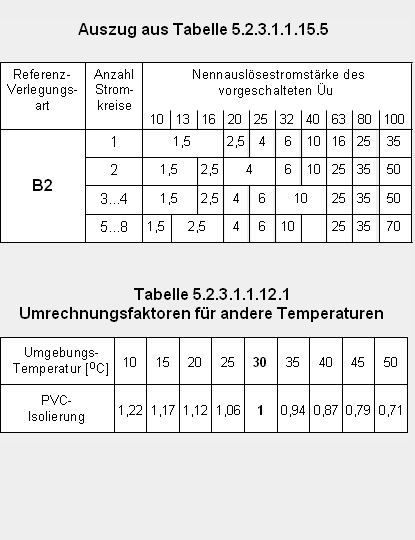 Auszug aus Tabelle 5.2.3.1.1.15.5
Referenz-
Verlegungs-
art
Anzahl
Strom-
kreise
Nennauslösestromstärke des
vorgeschalteten Üu
10 13 16 20 25 32 40 63 80 100
B2
1 1,5 2,5 4 6 10 16 25 35
2 1,5 2,5 4 6 10 25 35 50
3...4 1,5 2,5 4 6 10 25 35 50
5...8 1,5 2,5 4 6 10 25 35 70
Tabelle 5.2.3.1.1.12.1
Umrechnungsfaktoren für andere Temperaturen
Umgebungs-
Temperatur [⁰C] 10 15 20 25 30 35 40 45 50
PVC-
Isolierung 1,22 1,17 1,12 1,06 1 0,94 0,87 0,79 0,71